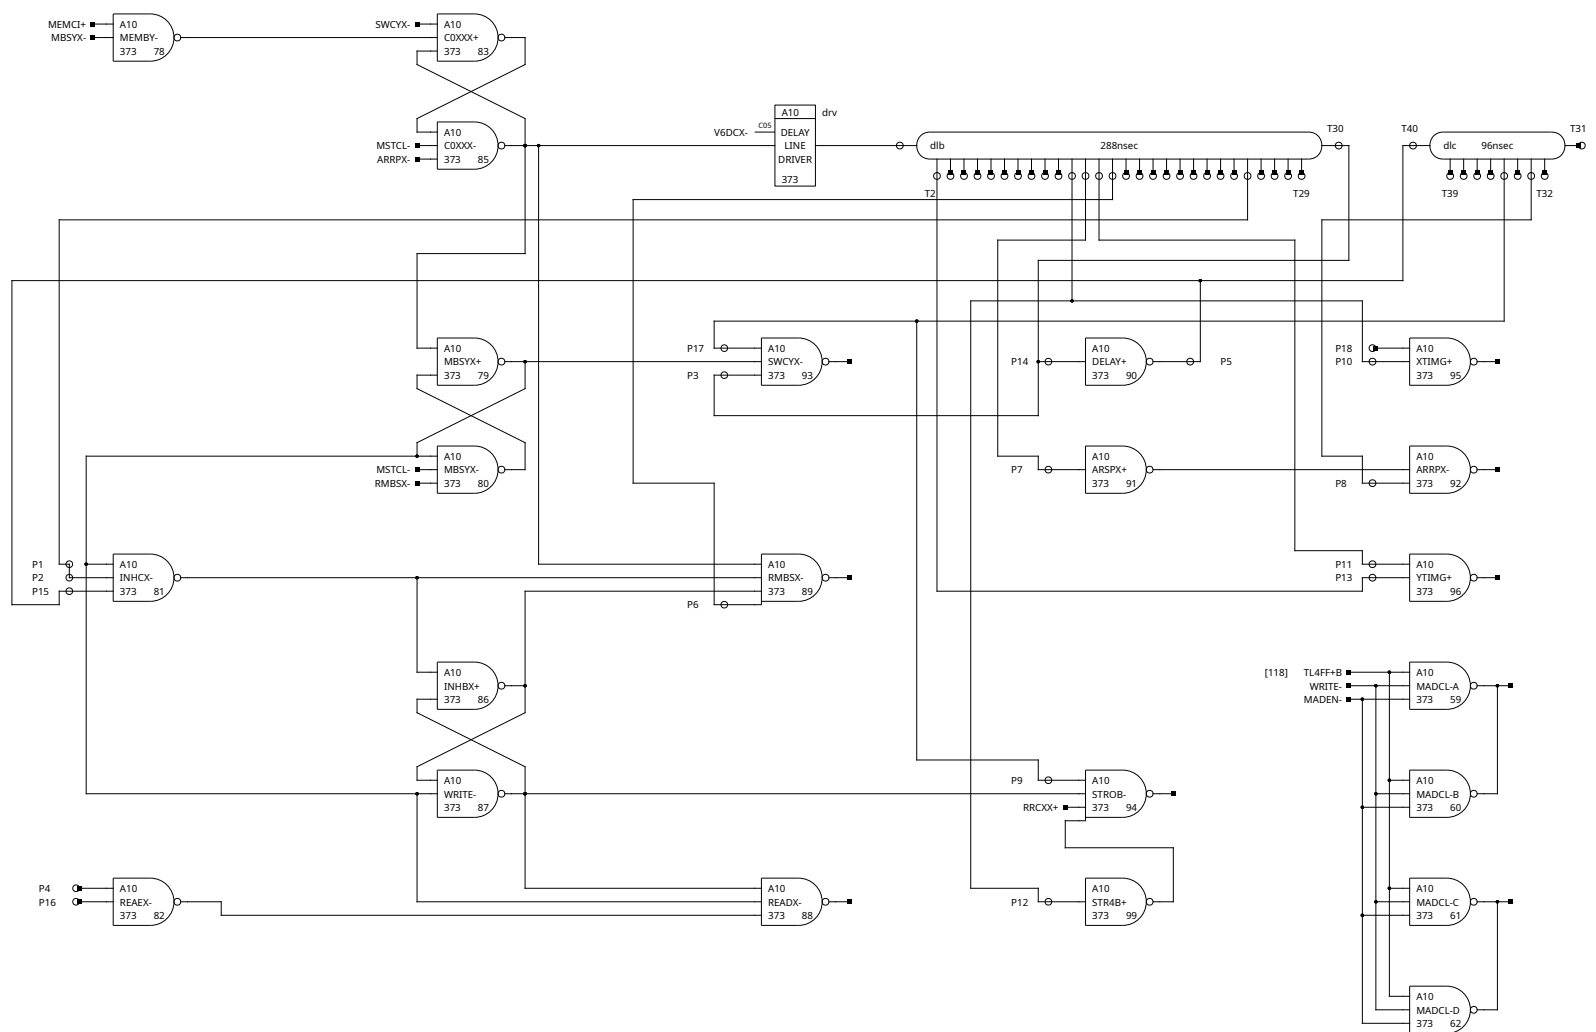 MEMCI+
MBSYX-
A10
MEMBY-
373 78
SWCYX-
A10
C0XXX+
373 83
MSTCL-
ARRPX-
A10
C0XXX-
373 85
V6DCX-
C05
A10
drv
DELAY
LINE
DRIVER
373
dlb
288nsec
T30
T2
T29
T40
dlc
96nsec
T31
T39
T32
A10
MBSYX+
373 79
P17
P3
A10
SWCYX-
373 93
P14
A10
DELAY+
373 90
P5
P18
P10
A10
XTIMG+
373 95
MSTCL-
RMBSX-
A10
MBSYX-
373 80
P7
A10
ARSPX+
373 91
P8
A10
ARRPX-
373 92
P1
P2
P15
A10
INHCX-
373 81
P6
A10
RMBSX-
373 89
P11
P13
A10
YTIMG+
373 96
A10
INHBX+
373 86
[118] TL4FF+B
WRITE-
MADEN-
A10
MADCL-A
373 59
A10
WRITE-
373 87
P9
RRCXX+
A10
STROB-
373 94
A10
MADCL-B
373 60
P4
P16
A10
REAEX-
373 82
A10
READX-
373 88
P12
A10
STR4B+
373 99
A10
MADCL-C
373 61
A10
MADCL-D
373 62